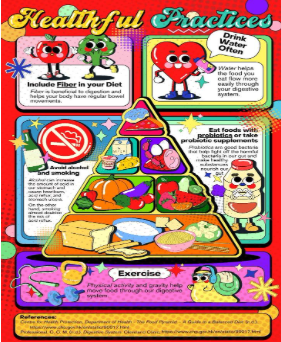 Healthful Practices
Include Fiber in your Diet
Fiber is beneficial to digestion and
helps your body have regular bowel
movements.
Drink
Water
Often
Water helps
the food you
eat flow more
easily through
your digestive
system.
Avoid alcohol
and smoking
Alcohol can increase
the amount of acid in
our stomach and
cause heartburn,
acid reflux, and
stomach ulcers.
On the other
hand, smoking
almost doubles
the risk of
acid reflux.
Eat foods with
probiotics or take
probiotic supplements
Probiotics are good bacteria
that help fight off the harmful
bacteria in our gut and
make healthy
substances
nourish our
gut
Exercise
Physical activity and gravity help
move food through our digestive
system.
References: